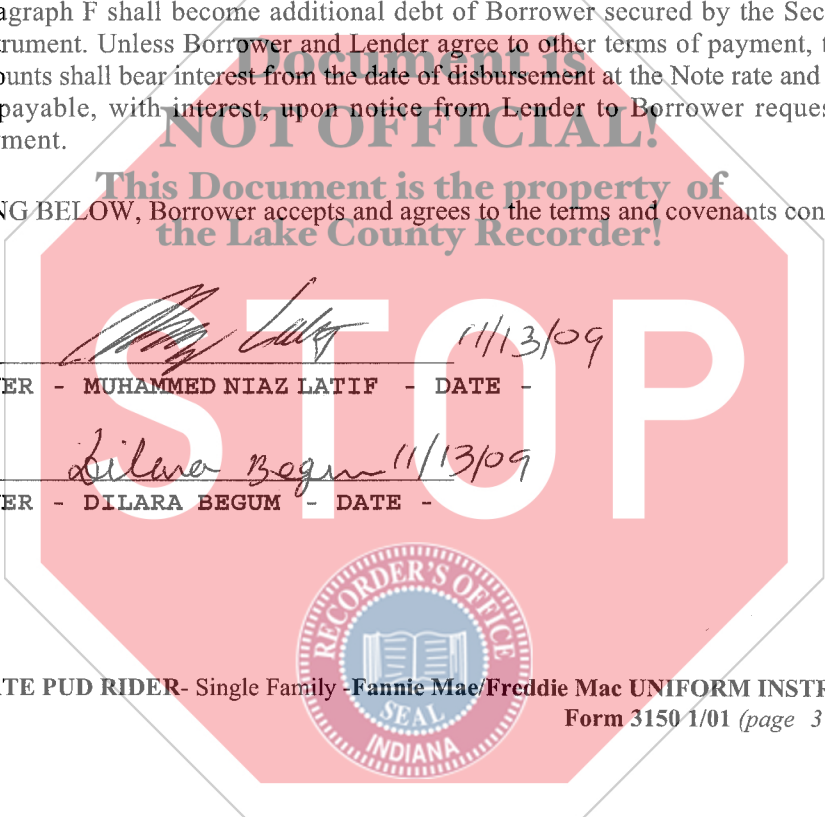 agraph F shall become additional debt of Borrower secured by the Sec
rument. Unless Borrower and Lender agree to other terms of payment, t
ounts shall bear interest from the date of disbursement at the Note rate and
payable, with interest, upon notice from Lender to Borrower reques
ment.
Document is
NOT OFFICIAL!
This Document is the property of
the Lake County Recorder!
NG BELOW, Borrower accepts and agrees to the terms and covenants con
STOP
11/13/09
ER - MUHAMMED NIAZ LATIF - DATE -
Dilara Begum 11/13/09
ER - DILARA BEGUM - DATE -
RECORDER'S OFFICE
SEAL
INDIANA
TE PUD RIDER- Single Family -Fannie Mae/Freddie Mac UNIFORM INSTR
Form 3150 1/01 (page 3